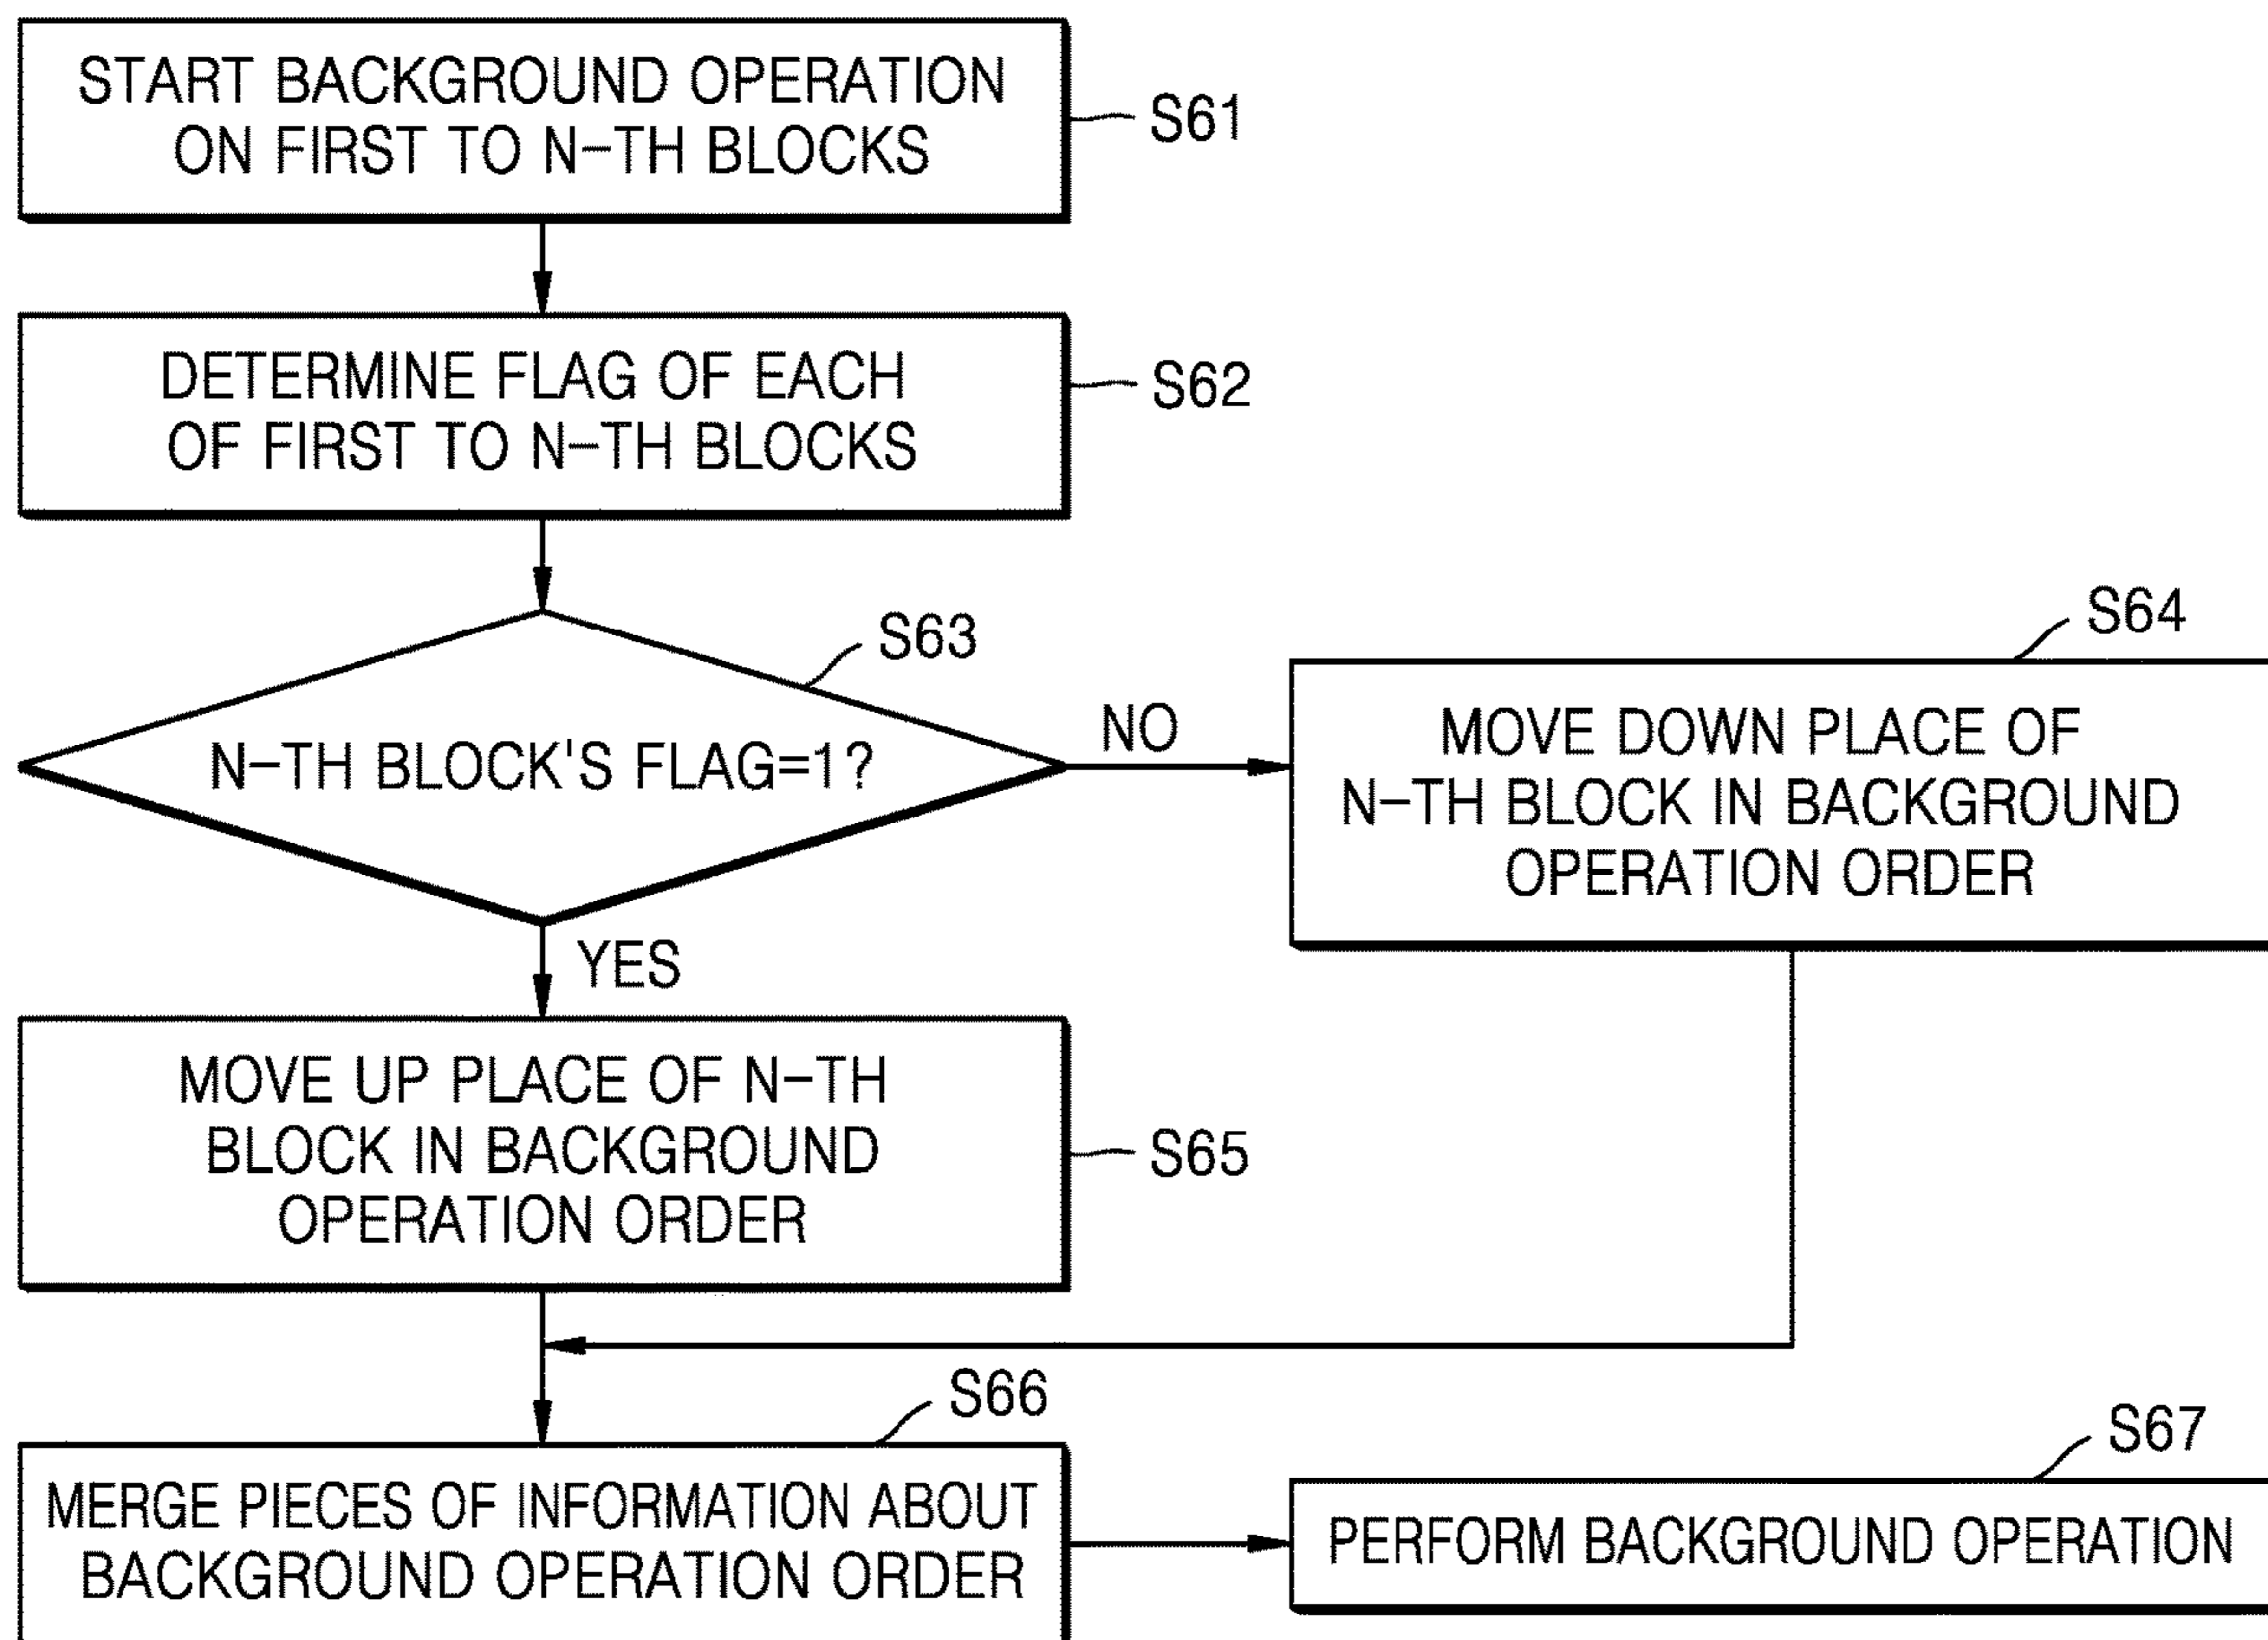 START BACKGROUND OPERATION
ON FIRST TO N-TH BLOCKS
S61
DETERMINE FLAG OF EACH
OF FIRST TO N-TH BLOCKS
S62
S63
N-TH BLOCK'S FLAG=1?
NO
S64
MOVE DOWN PLACE OF
N-TH BLOCK IN BACKGROUND
OPERATION ORDER
YES
MOVE UP PLACE OF N-TH
BLOCK IN BACKGROUND
OPERATION ORDER
S65
S66
MERGE PIECES OF INFORMATION ABOUT
BACKGROUND OPERATION ORDER
S67
PERFORM BACKGROUND OPERATION